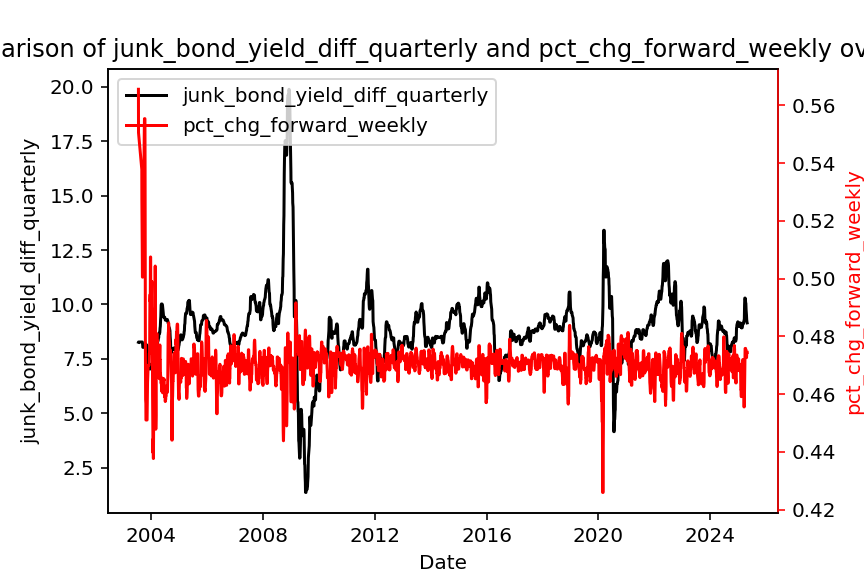 arison of junk_bond_yield_diff_quarterly and pct_chg_forward_weekly ov
junk_bond_yield_diff_quarterly
pct_chg_forward_weekly
junk_bond_yield_diff_quarterly
20.0
17.5
15.0
12.5
10.0
7.5
5.0
2.5
0.56
0.54
0.52
0.50
0.48
0.46
0.44
0.42
pct_chg_forward_weekly
2004 2008 2012 2016 2020 2024
Date